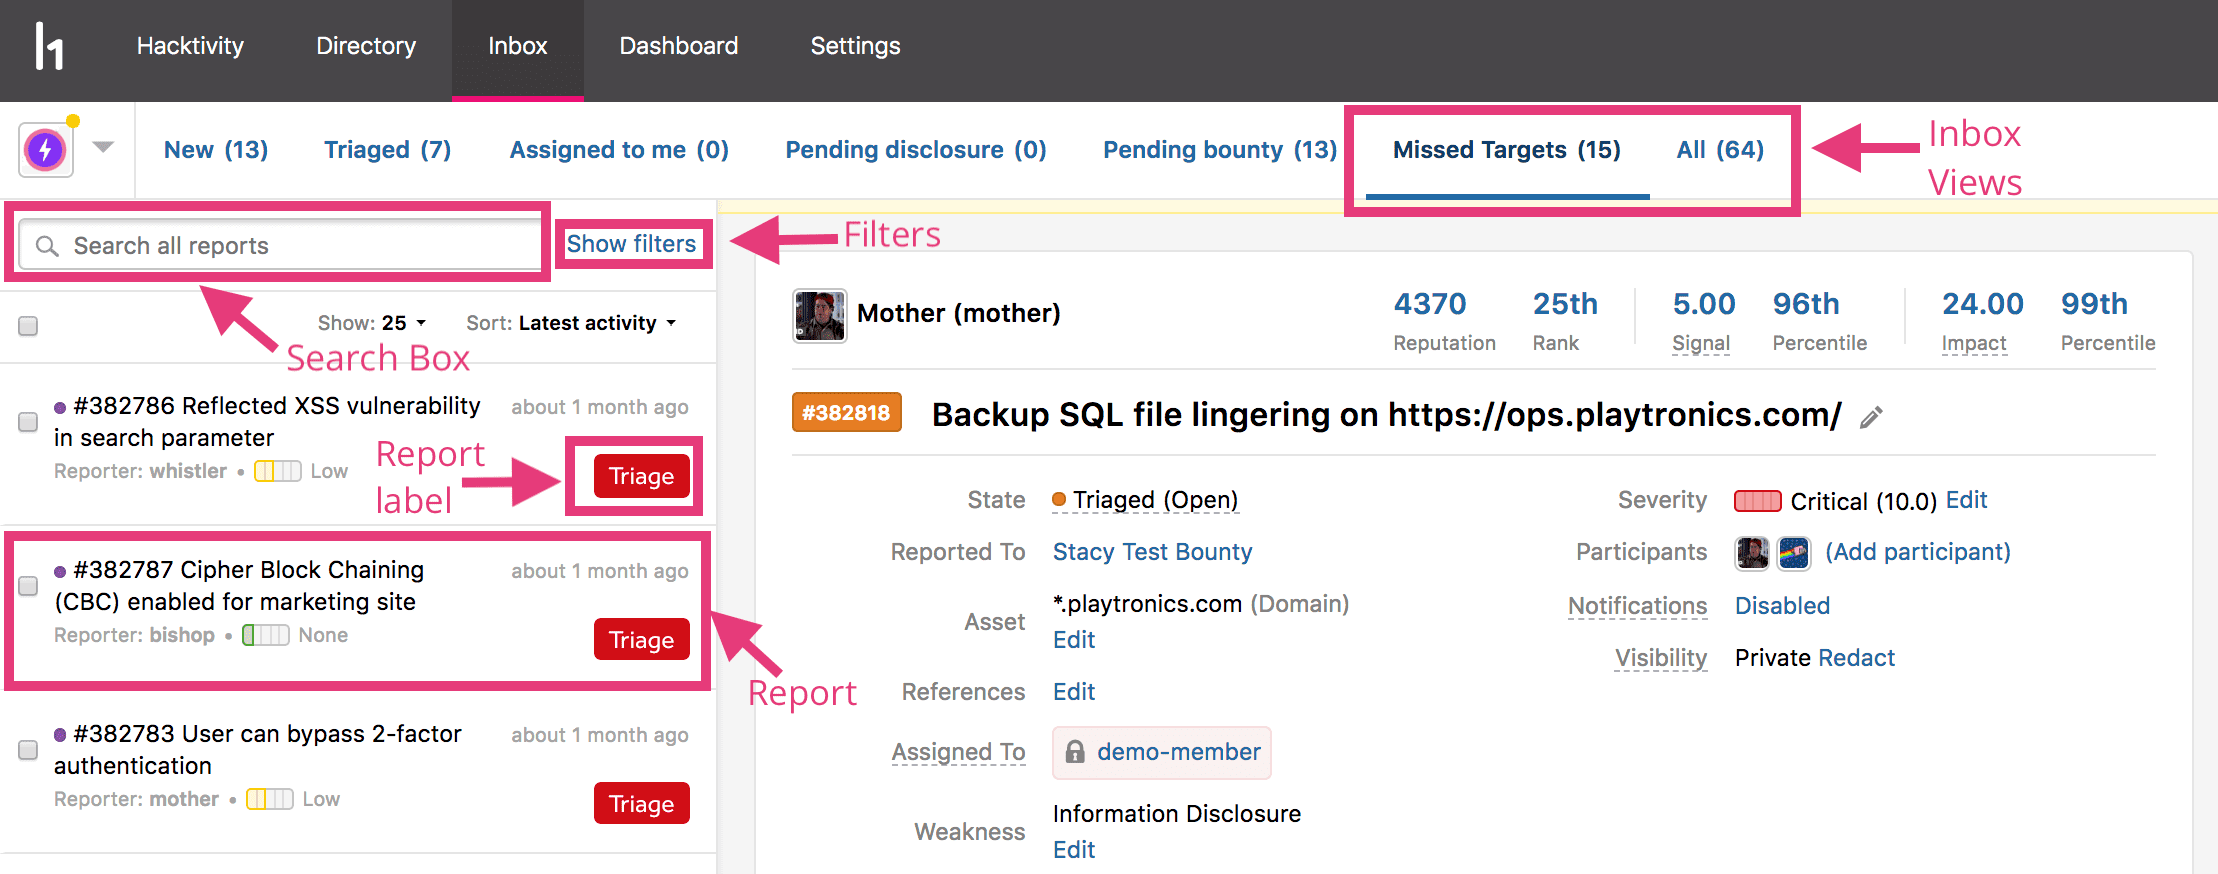 h1 Hacktivity Directory Inbox Dashboard Settings
New (13) Triaged (7) Assigned to me (0) Pending disclosure (0) Pending bounty (13) Missed Targets (15) All (64)
Inbox
Views
Search all reports Show filters
Filters
Show: 25 Sort: Latest activity
Search Box
#382786 Reflected XSS vulnerability about 1 month ago
in search parameter
Reporter: whistler • Low
Triage
Report
label
#382787 Cipher Block Chaining about 1 month ago
(CBC) enabled for marketing site
Reporter: bishop • None
Triage
Report
#382783 User can bypass 2-factor about 1 month ago
authentication
Reporter: mother • Low
Triage
Mother (mother)
4370 25th 5.00 96th 24.00 99th
Reputation Rank Signal Percentile Impact Percentile
#382818 Backup SQL file lingering on https://ops.playtronics.com/
State Triaged (Open)
Reported To Stacy Test Bounty
Asset *.playtronics.com (Domain)
Edit
References Edit
Assigned To demo-member
Weakness Information Disclosure
Edit
Severity Critical (10.0) Edit
Participants (Add participant)
Notifications Disabled
Visibility Private Redact